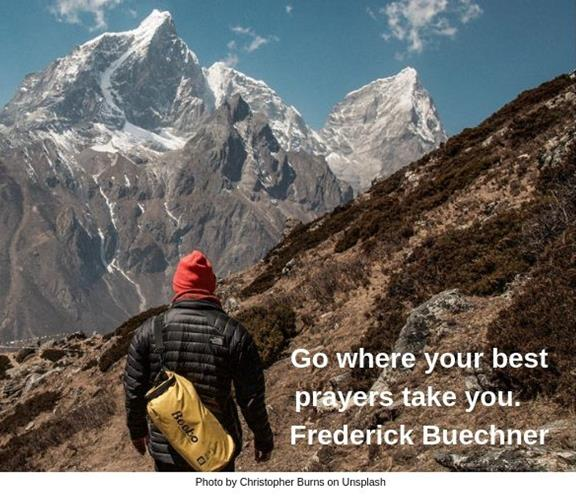 Go where your best
prayers take you.
Frederick Buechner
Photo by Christopher Burns on Unsplash